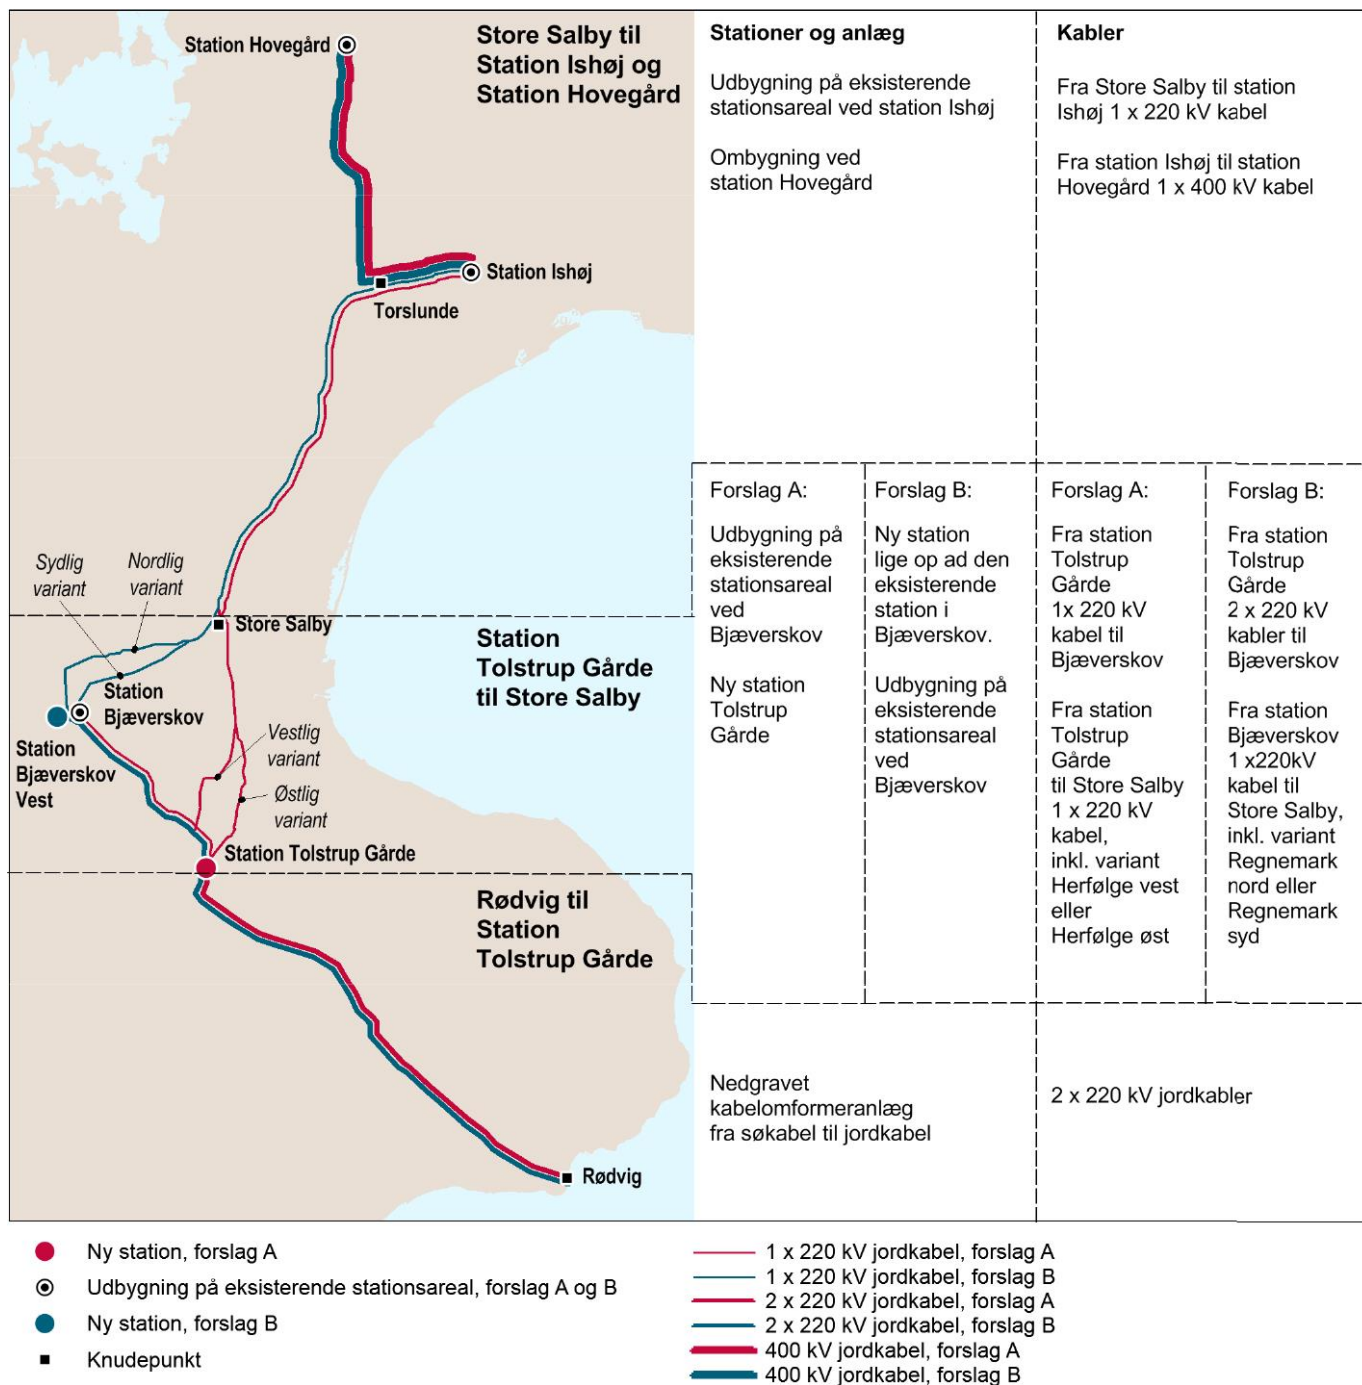 Station Hovegård
Store Salby til
Station Ishøj og
Station Hovegård
Station Ishøj
Torslunde
Sydlig
variant
Nordlig
variant
Store Salby
Station
Bjæverskov
Station
Bjæverskov
Vest
Vestlig
variant
Østlig
variant
Station
Tolstrup Gårde
til Store Salby
Station Tolstrup Gårde
Rødvig til
Station
Tolstrup Gårde
Rødvig
Stationer og anlæg
Udbygning på eksisterende
stationsareal ved station Ishøj
Ombygning ved
station Hovegård
Kabler
Fra Store Salby til station
Ishøj 1 x 220 kV kabel
Fra station Ishøj til station
Hovegård 1 x 400 kV kabel
Forslag A:
Udbygning på
eksisterende
stationsareal
ved
Bjæverskov
Ny station
Tolstrup
Gårde
Forslag B:
Ny station
lige op ad den
eksisterende
station i
Bjæverskov.
Udbygning på
eksisterende
stationsareal
ved
Bjæverskov
Forslag A:
Fra station
Tolstrup
Gårde
1x 220 kV
kabel til
Bjæverskov
Fra station
Tolstrup
Gårde
til Store Salby
1 x 220 kV
kabel,
inkl. variant
Herfølge vest
eller
Herfølge øst
Forslag B:
Fra station
Tolstrup
Gårde
2 x 220 kV
kabler til
Bjæverskov
Fra station
Bjæverskov
1 x220kV
kabel til
Store Salby,
inkl. variant
Regnemark
nord eller
Regnemark
syd
Nedgravet
kabelomformeranlæg
fra søkabel til jordkabel
2 x 220 kV jordkabler
Ny station, forslag A
Udbygning på eksisterende stationsareal, forslag A og B
Ny station, forslag B
Knudepunkt
1 x 220 kV jordkabel, forslag A
1 x 220 kV jordkabel, forslag B
2 x 220 kV jordkabel, forslag A
2 x 220 kV jordkabel, forslag B
400 kV jordkabel, forslag A
400 kV jordkabel, forslag B